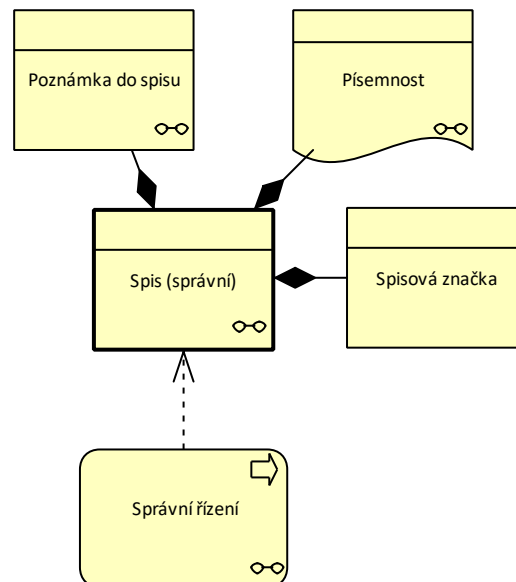 Poznámka do spisu
Písemnost
Spis (správní)
Spisová značka
Správní řízení